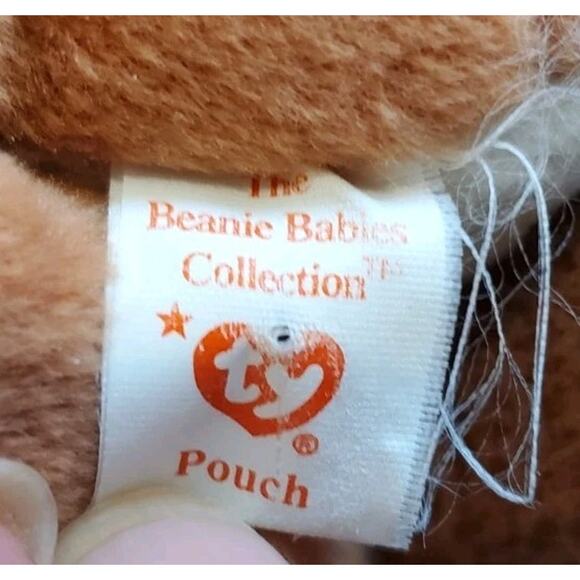 The
Beanie Babies
Collection™
ty®
Pouch